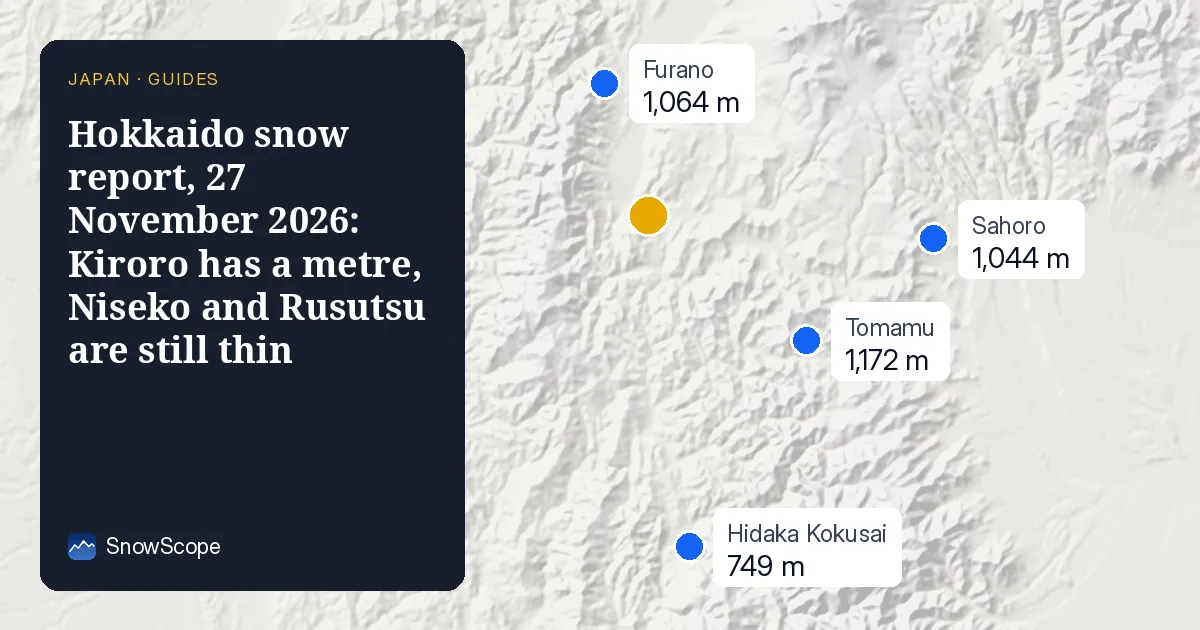 JAPAN · GUIDES
Hokkaido snow
report, 27
November 2026:
Kiroro has a metre,
Niseko and Rusutsu
are still thin
SnowScope
Furano
1,064 m
Sahoro
1,044 m
Tomamu
1,172 m
Hidaka Kokusai
749 m